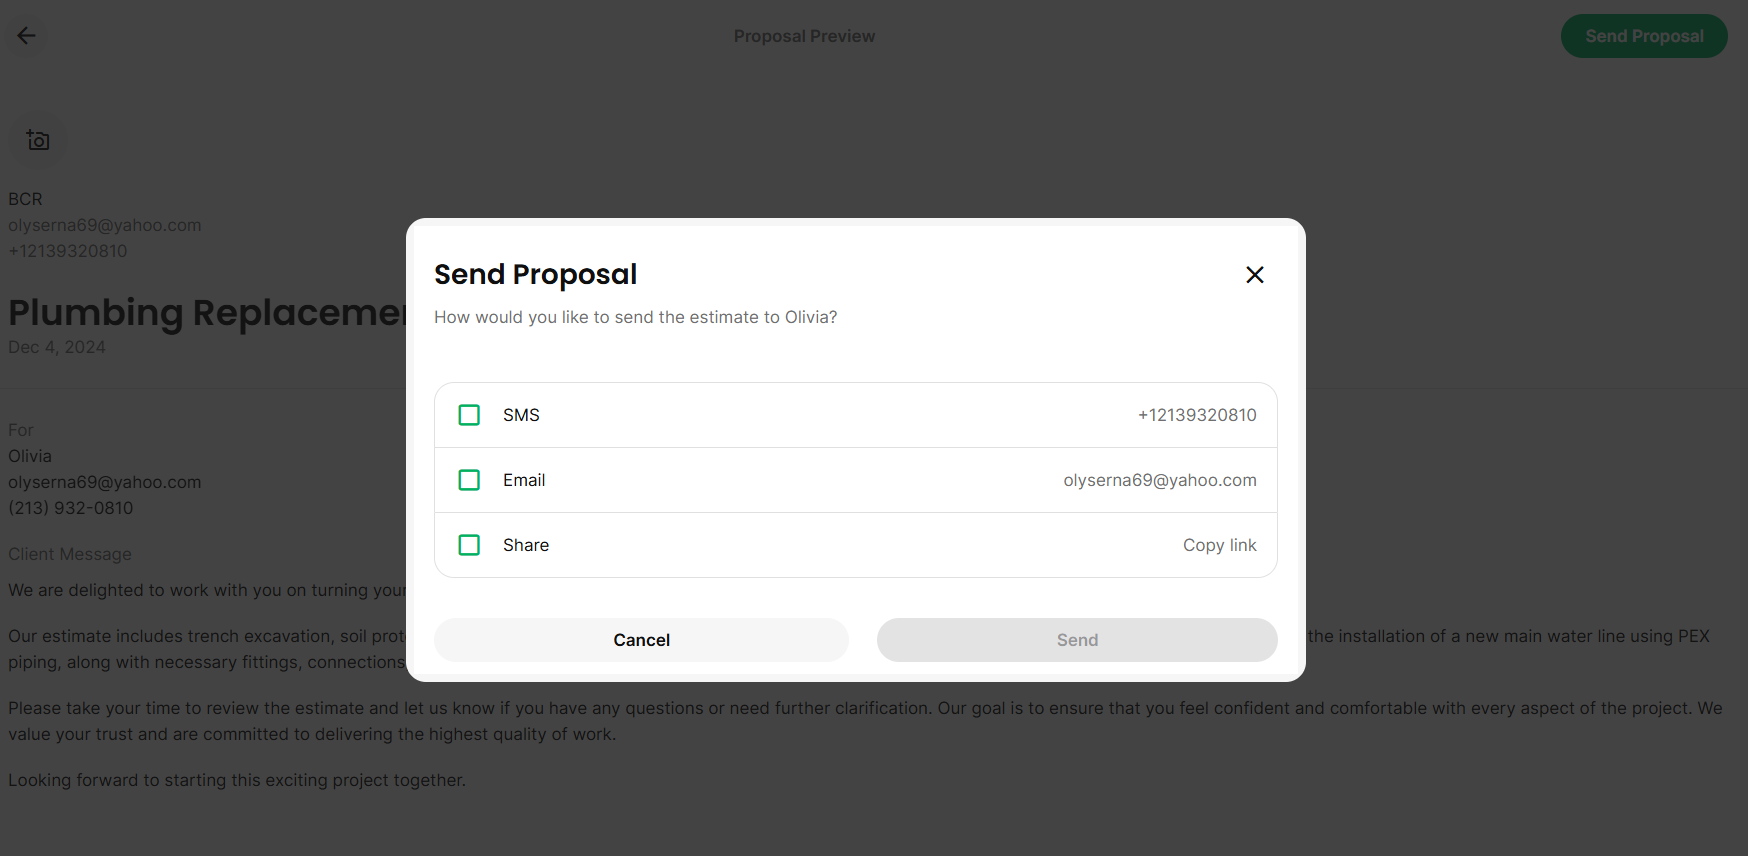 Proposal Preview
Send Proposal
BCR
olyserna69@yahoo.com
+12139320810
Plumbing Replacemen
Dec 4, 2024
For
Olivia
olyserna69@yahoo.com
(213) 932-0810
Client Message
We are delighted to work with you on turning your
Our estimate includes trench excavation, soil prot the installation of a new main water line using PEX
piping, along with necessary fittings, connections
Please take your time to review the estimate and let us know if you have any questions or need further clarification. Our goal is to ensure that you feel confident and comfortable with every aspect of the project. We
value your trust and are committed to delivering the highest quality of work.
Looking forward to starting this exciting project together.
Send Proposal
How would you like to send the estimate to Olivia?
SMS +12139320810
Email olyserna69@yahoo.com
Share Copy link
Cancel Send